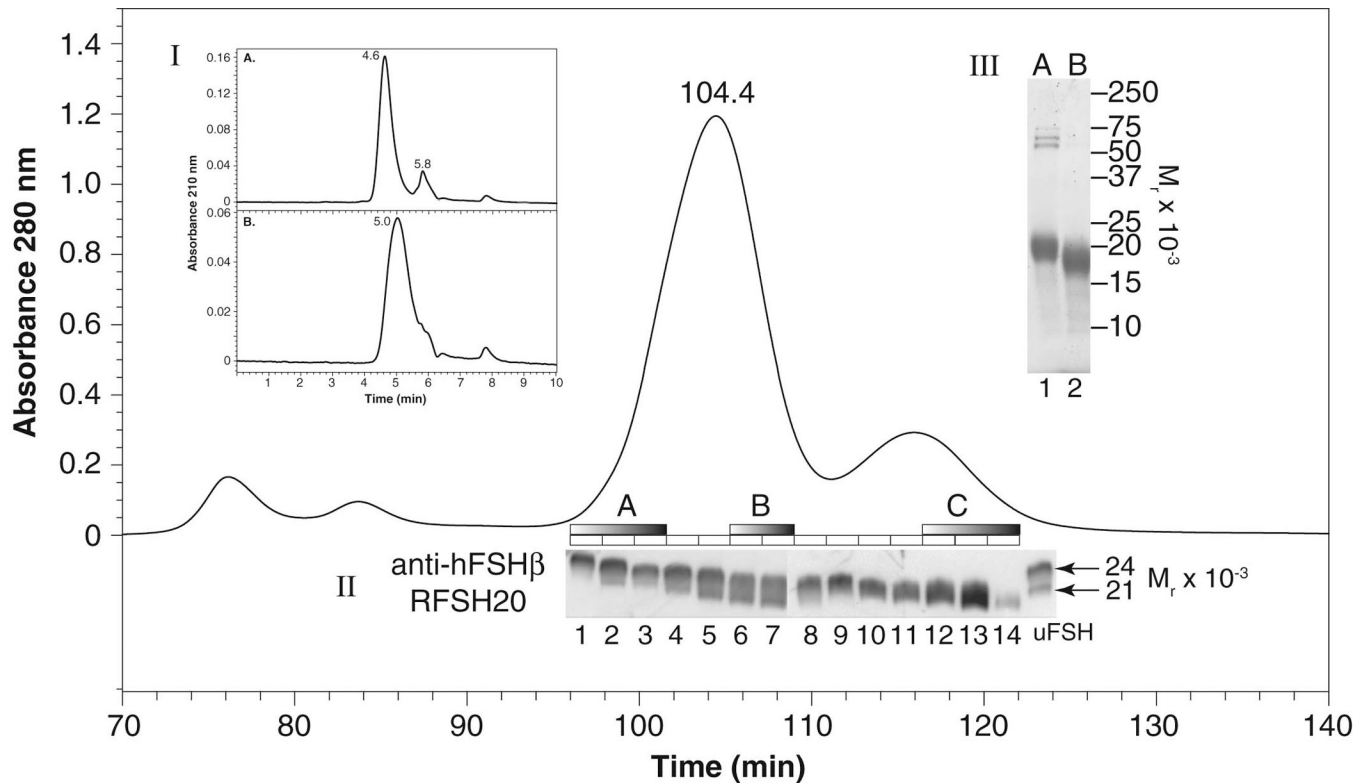 I
A.
4.6
5.8
0.16
0.12
0.08
0.04
0
B.
5.0
0.06
0.04
0.02
0
Absorbance 210 nm
1 2 3 4 5 6 7 8 9 10
Time (min)
104.4
III
A B
250
75
50
37
25
20
15
10
Mr x 10-3
1 2
1.4
1.2
1.0
0.8
0.6
0.4
0.2
0
Absorbance 280 nm
A B C
II
anti-hFSHβ
RFSH20
24
21
Mr x 10-3
1 2 3 4 5 6 7 8 9 10 11 12 13 14 uFSH
70 80 90 100 110 120 130 140
Time (min)